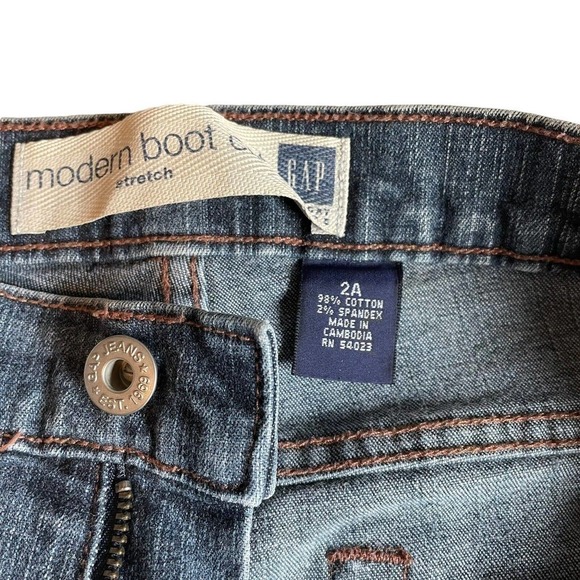 modern boot
stretch
GAP
2A
98% COTTON
2% SPANDEX
MADE IN
CAMBODIA
RN 54023
GAP JEANS
EST. 1969